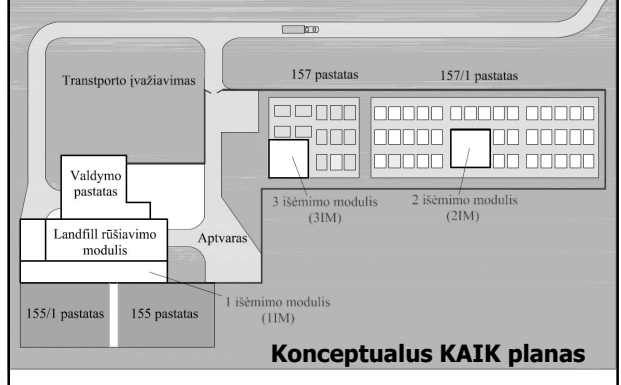 Transtporto įvažiavimas
157 pastatas
157/1 pastatas
Valdymo
pastatas
3 išėmimo modulis
(3IM)
2 išėmimo modulis
(2IM)
Landfill rūšiavimo
modulis
Aptvaras
1 išėmimo modulis
(1IM)
155/1 pastatas
155 pastatas
Konceptualus KAIK planas